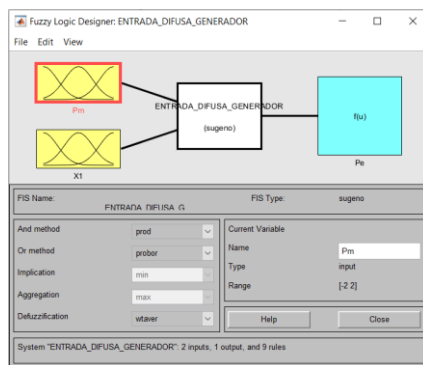 Fuzzy Logic Designer: ENTRADA_DIFUSA_GENERADOR
File Edit View
Pm
X1
ENTRADA_DIFUSA_GENERADOR
(sugeno)
f(u)
Pe
FIS Name: ENTRADA_DIFUSA_G
FIS Type: sugeno
And method prod
Or method probor
Implication min
Aggregation max
Defuzzification wtaver
Current Variable
Name Pm
Type input
Range [-2 2]
Help Close
System "ENTRADA_DIFUSA_GENERADOR": 2 inputs, 1 output, and 9 rules